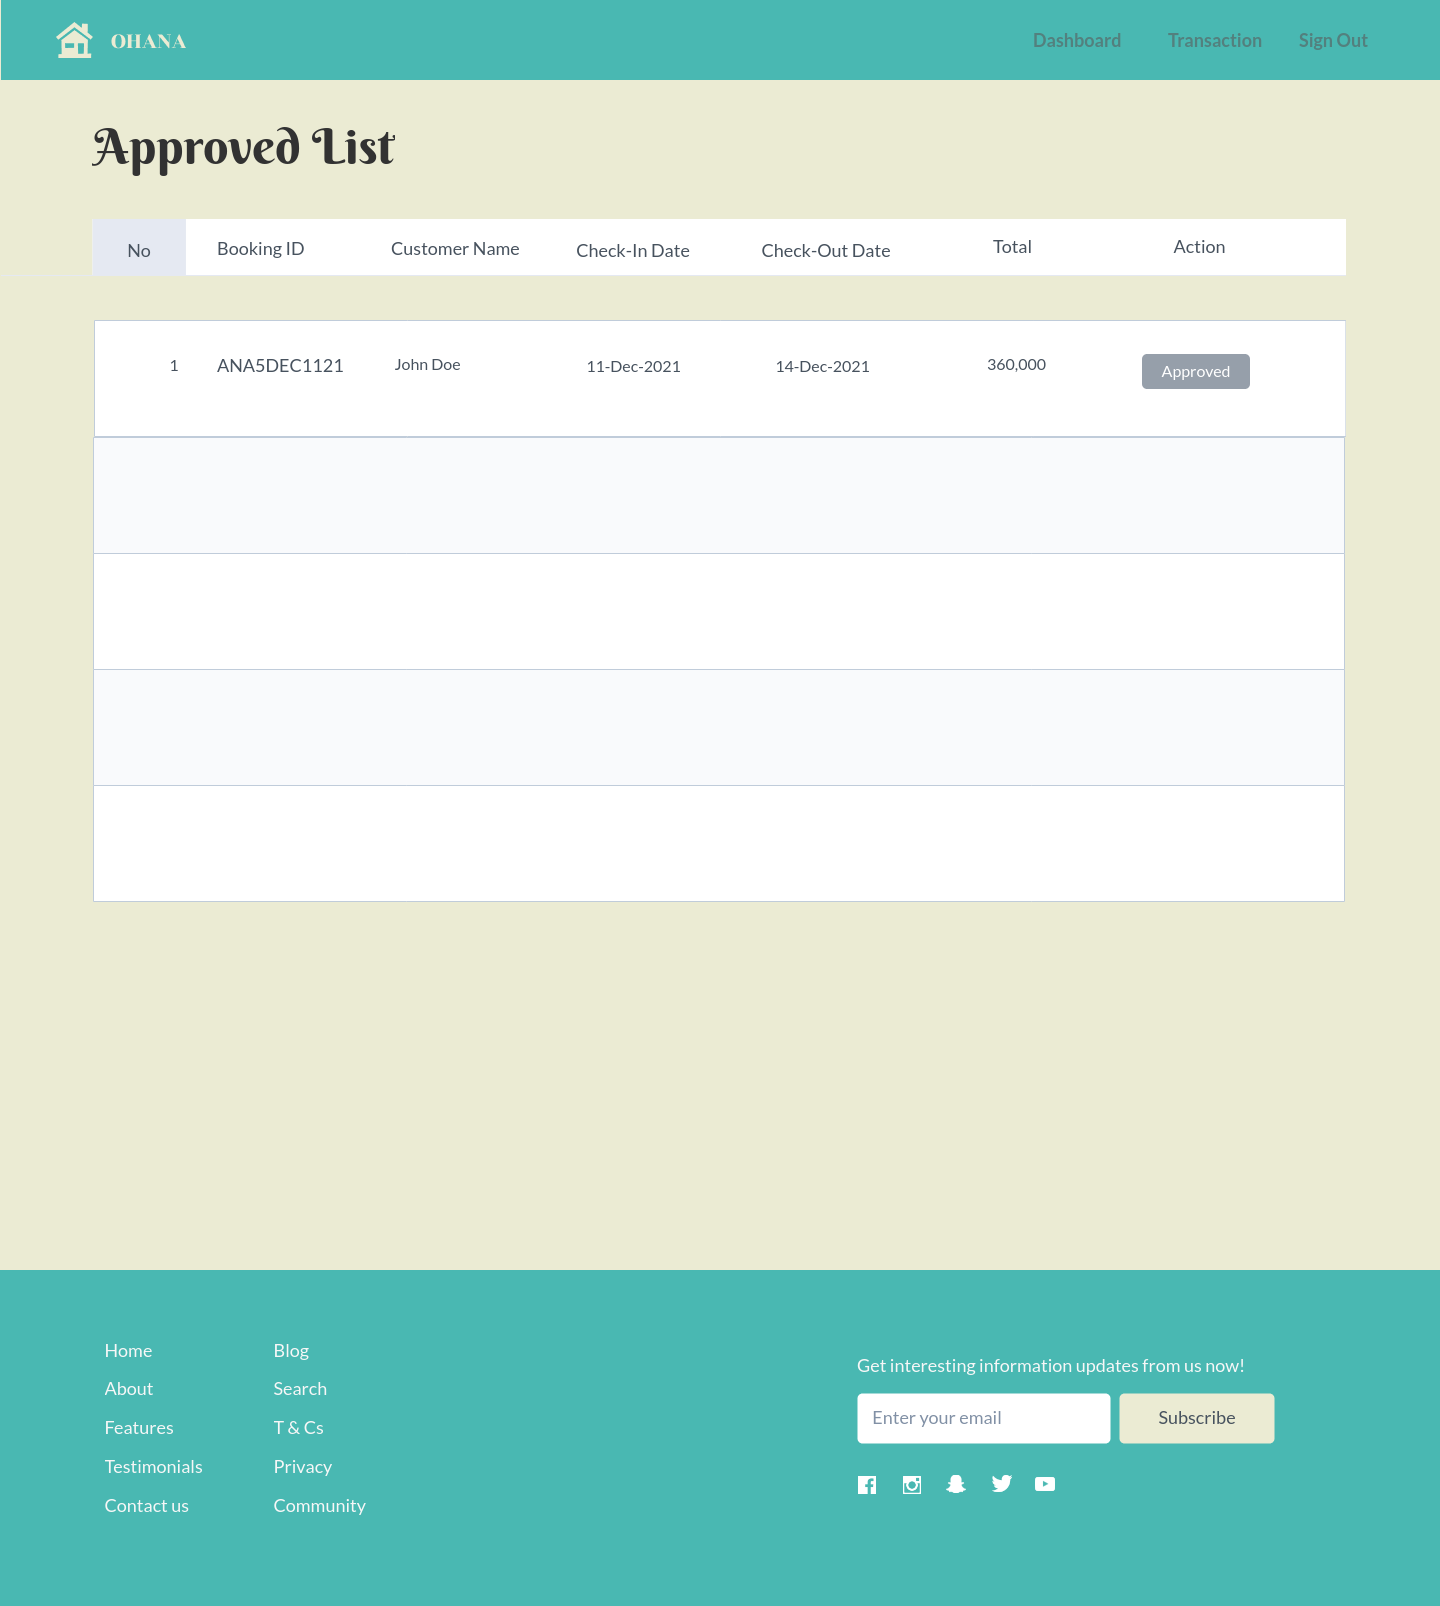 OHANA
Dashboard Transaction Sign Out
Approved List
No Booking ID Customer Name Check-In Date Check-Out Date Total Action
1 ANA5DEC1121 John Doe 11-Dec-2021 14-Dec-2021 360,000 Approved
Home
About
Features
Testimonials
Contact us
Blog
Search
T & Cs
Privacy
Community
Get interesting information updates from us now!
Enter your email
Subscribe